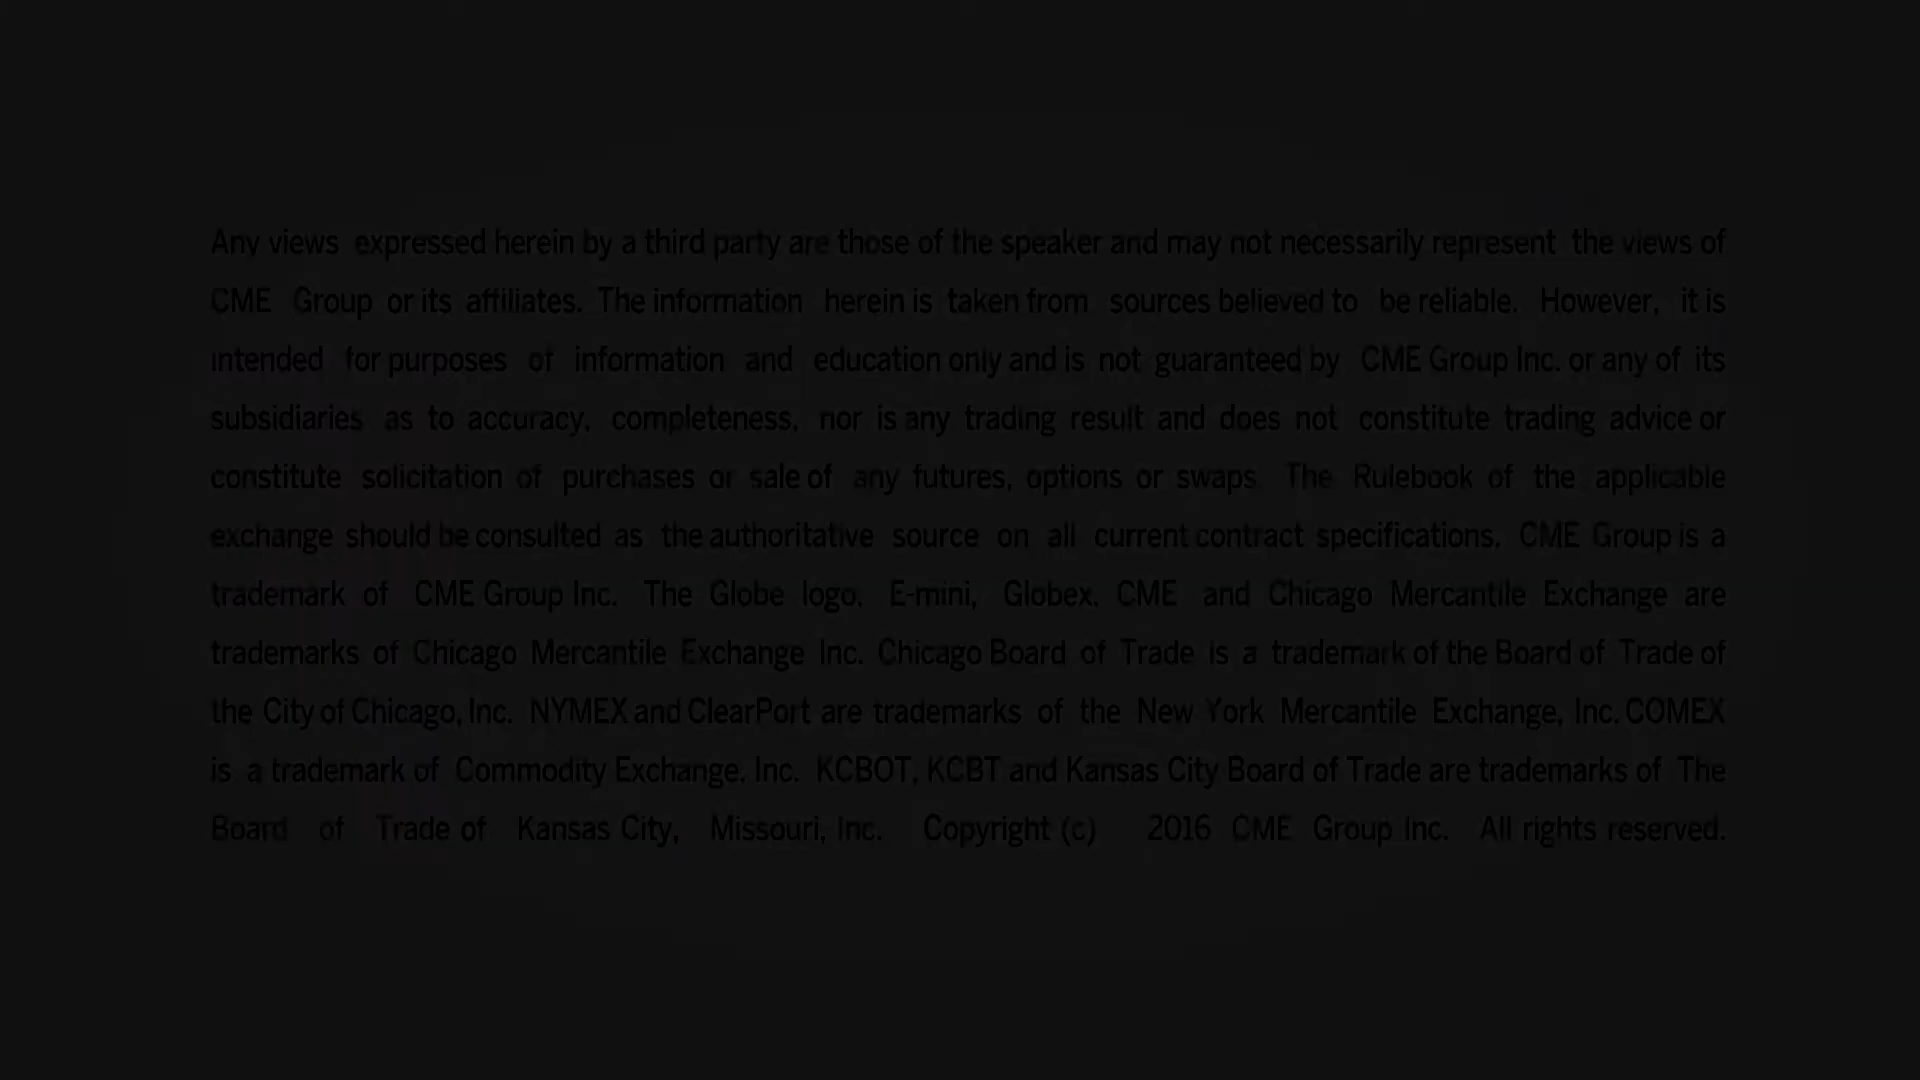 Any views expressed herein by a third party are those of the speaker and may not necessarily represent the views of
CME Group or its affiliates. The information herein is taken from sources believed to be reliable. However, it is
intended for purposes of information and education only and is not guaranteed by CME Group Inc. or any of its
subsidiaries as to accuracy, completeness, nor is any trading result and does not constitute trading advice or
constitute solicitation of purchases or sale of any futures, options or swaps. The Rulebook of the applicable
exchange should be consulted as the authoritative source on all current contract specifications. CME Group is a
trademark of CME Group Inc. The Globe logo, E-mini, Globex, CME and Chicago Mercantile Exchange are
trademarks of Chicago Mercantile Exchange Inc. Chicago Board of Trade is a trademark of the Board of Trade of
the City of Chicago, Inc. NYMEX and ClearPort are trademarks of the New York Mercantile Exchange, Inc. COMEX
is a trademark of Commodity Exchange, Inc. KCBOT, KCBT and Kansas City Board of Trade are trademarks of The
Board of Trade of Kansas City, Missouri, Inc. Copyright (c) 2016 CME Group Inc. All rights reserved.